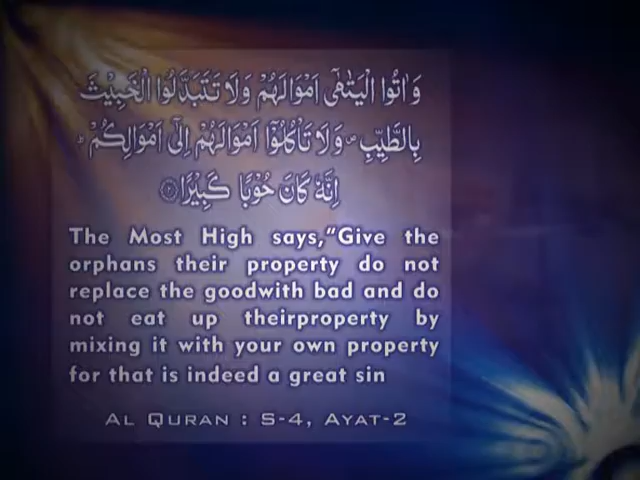 وَاٰتُوا الْيَتٰمٰٓى اَمْوَالَهُمْ وَلَا تَتَبَدَّلُوا الْخَبِيْثَ
بِالطَّيِّبِ ۪ وَلَا تَاْكُلُوْٓا اَمْوَالَهُمْ اِلٰٓى اَمْوَالِكُمْ ؕ
اِنَّهٗ كَانَ حُوْبًا كَبِيْرًا ۝
The Most High says,“Give the
orphans their property do not
replace the goodwith bad and do
not eat up theirproperty by
mixing it with your own property
for that is indeed a great sin
AL QURAN : S-4, AYAT-2